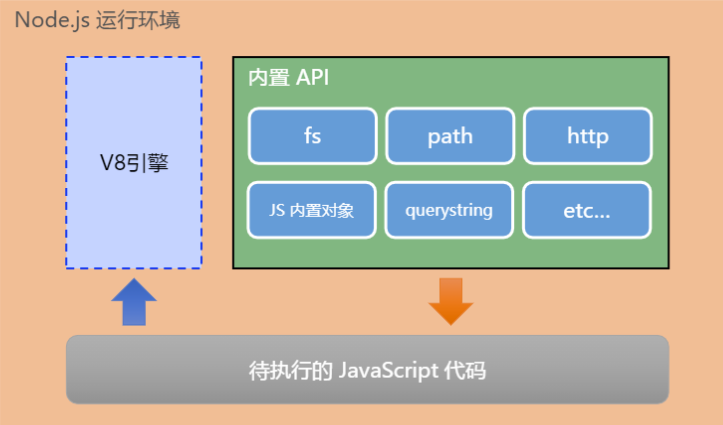 Node.js 运行环境
V8引擎
内置 API
fs
path
http
JS 内置对象
querystring
etc...
待执行的 JavaScript 代码